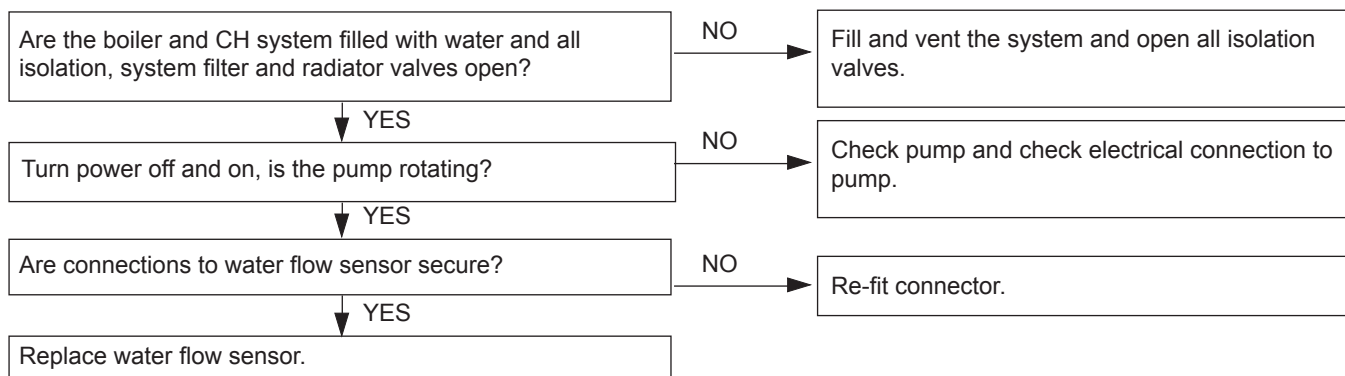 Are the boiler and CH system filled with water and all
isolation, system filter and radiator valves open?
NO
Fill and vent the system and open all isolation
valves.
YES
Turn power off and on, is the pump rotating?
NO
Check pump and check electrical connection to
pump.
YES
Are connections to water flow sensor secure?
NO
Re-fit connector.
YES
Replace water flow sensor.